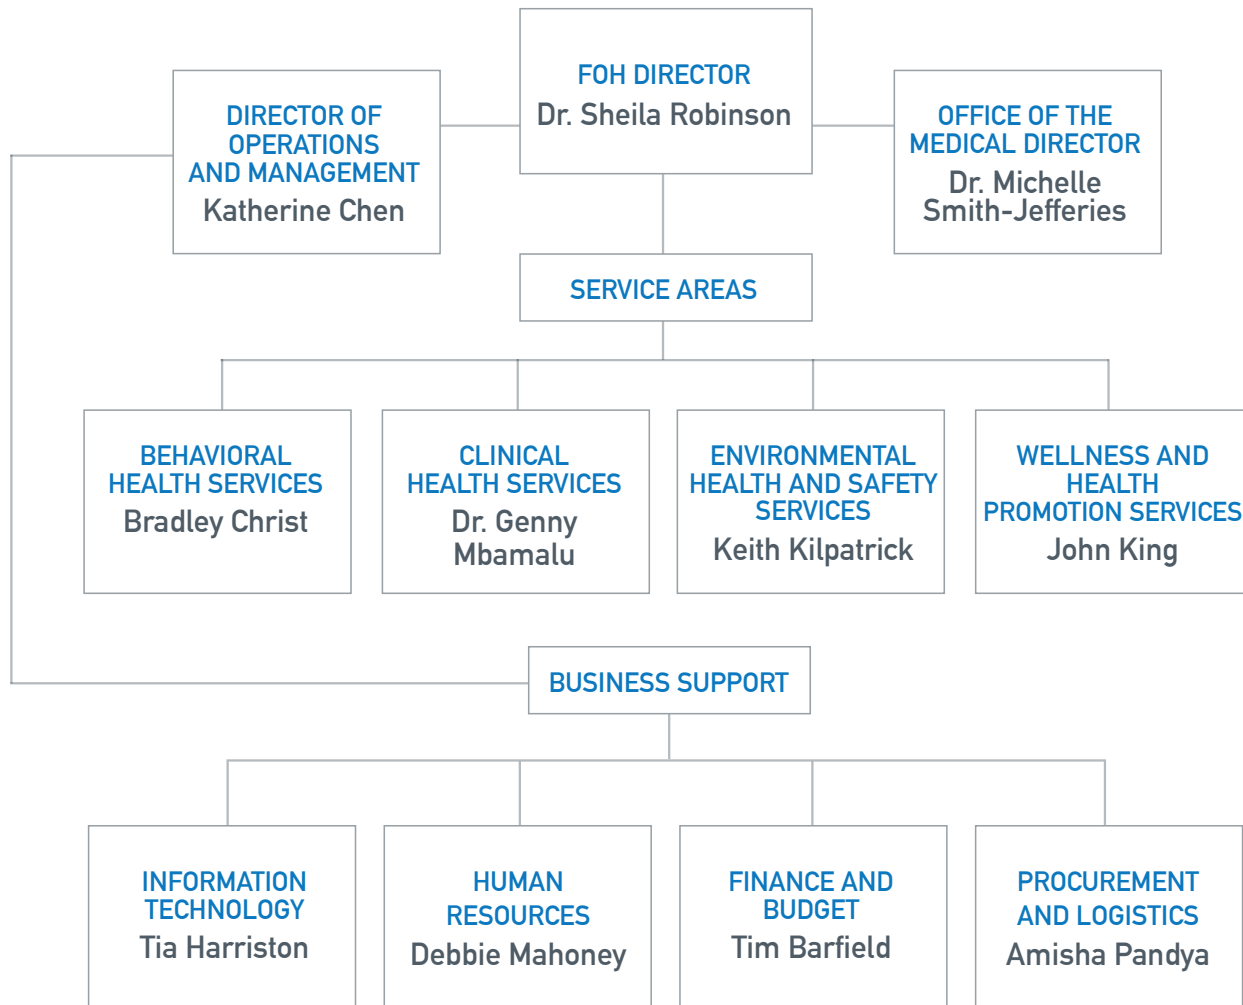 FOH DIRECTOR
Dr. Sheila Robinson
DIRECTOR OF
OPERATIONS
AND MANAGEMENT
Katherine Chen
OFFICE OF THE
MEDICAL DIRECTOR
Dr. Michelle
Smith-Jefferies
SERVICE AREAS
BEHAVIORAL
HEALTH SERVICES
Bradley Christ
CLINICAL
HEALTH SERVICES
Dr. Genny
Mbamalu
ENVIRONMENTAL
HEALTH AND SAFETY
SERVICES
Keith Kilpatrick
WELLNESS AND
HEALTH
PROMOTION SERVICES
John King
BUSINESS SUPPORT
INFORMATION
TECHNOLOGY
Tia Harriston
HUMAN
RESOURCES
Debbie Mahoney
FINANCE AND
BUDGET
Tim Barfield
PROCUREMENT
AND LOGISTICS
Amisha Pandya